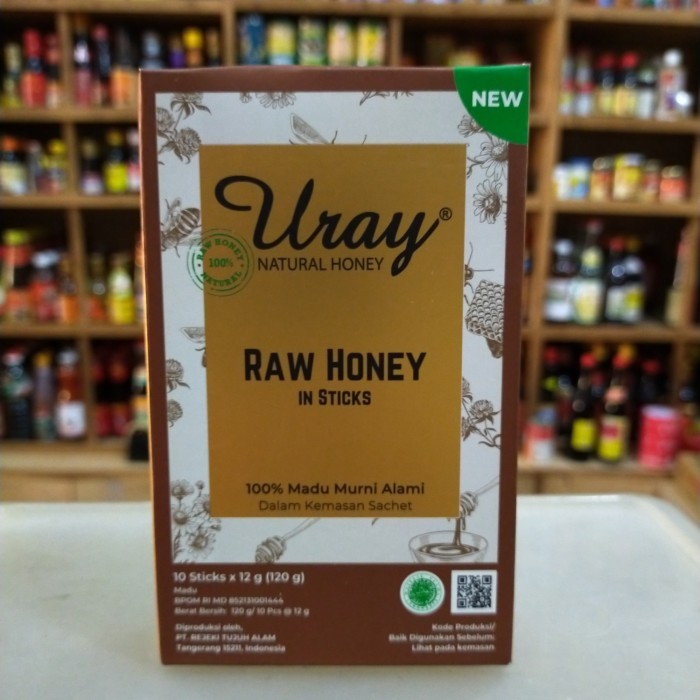 NEW
Uray®
NATURAL HONEY
RAW HONEY
100%
NATURAL
RAW HONEY
IN STICKS
100% Madu Murni Alami
Dalam Kemasan Sachet
10 Sticks x 12 g (120 g)
Madu
BPOM RI MD 852131001444
Berat Bersih: 120 g/ 10 Pcs @ 12 g
Diproduksi oleh,
PT. REJEKI TUJUH ALAM
Tangerang 15211, Indonesia
Kode Produksi/
Baik Digunakan Sebelum:
Lihat pada kemasan